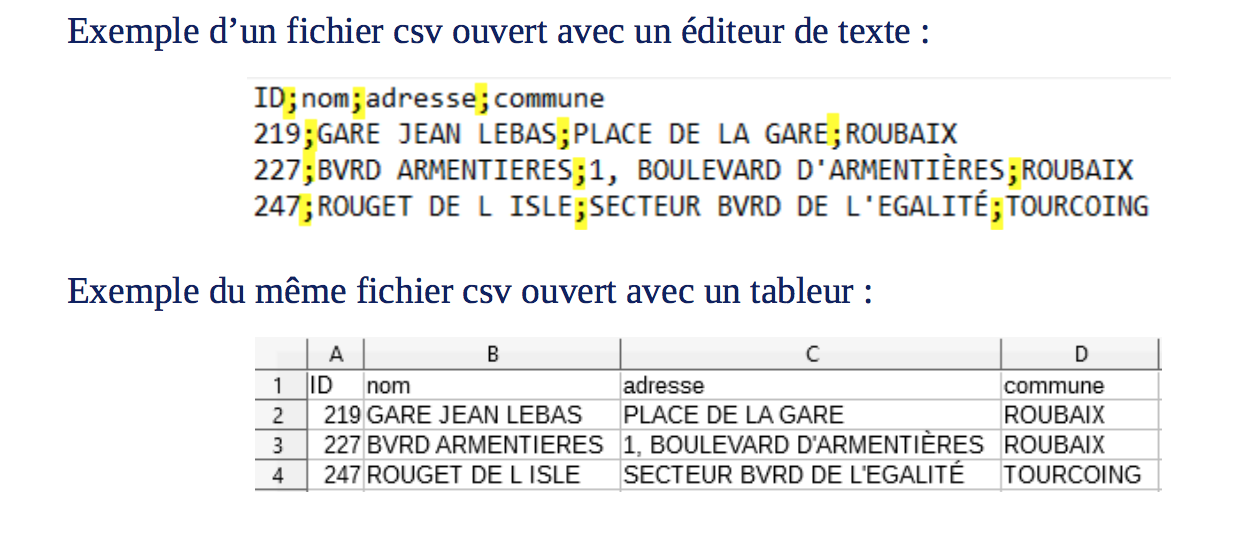 Exemple d’un fichier csv ouvert avec un éditeur de texte :
ID;nom;adresse;commune
219;GARE JEAN LEBAS;PLACE DE LA GARE;ROUBAIX
227;BVRD ARMENTIERES;1, BOULEVARD D'ARMENTIÈRES;ROUBAIX
247;ROUGET DE L ISLE;SECTEUR BVRD DE L'EGALITÉ;TOURCOING
Exemple du même fichier csv ouvert avec un tableur :
A B C D
1 ID nom adresse commune
2 219 GARE JEAN LEBAS PLACE DE LA GARE ROUBAIX
3 227 BVRD ARMENTIERES 1, BOULEVARD D'ARMENTIÈRES ROUBAIX
4 247 ROUGET DE L ISLE SECTEUR BVRD DE L'EGALITÉ TOURCOING